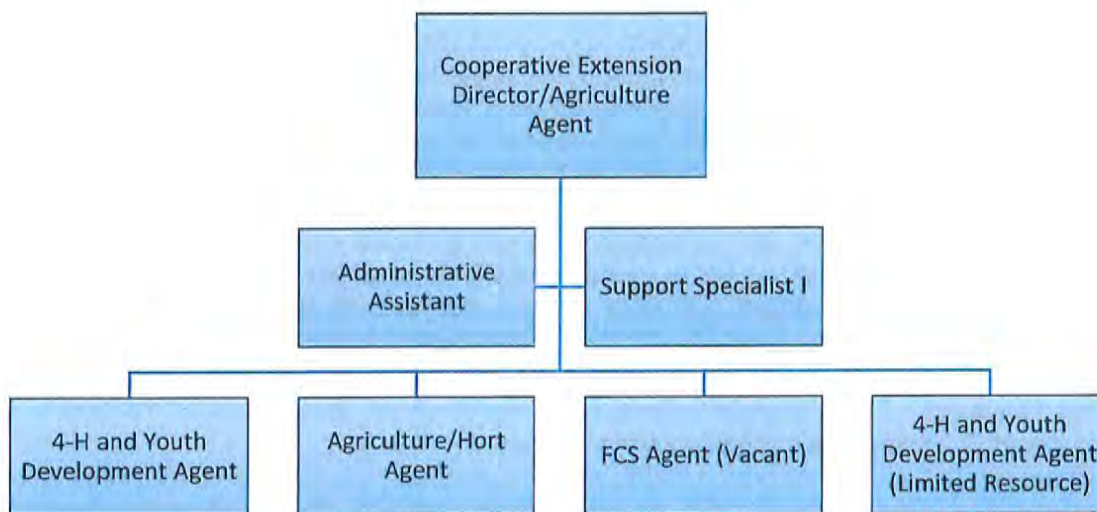 Cooperative Extension
Director/Agriculture
Agent
Administrative
Assistant
Support Specialist I
4-H and Youth
Development Agent
Agriculture/Hort
Agent
FCS Agent (Vacant)
4-H and Youth
Development Agent
(Limited Resource)